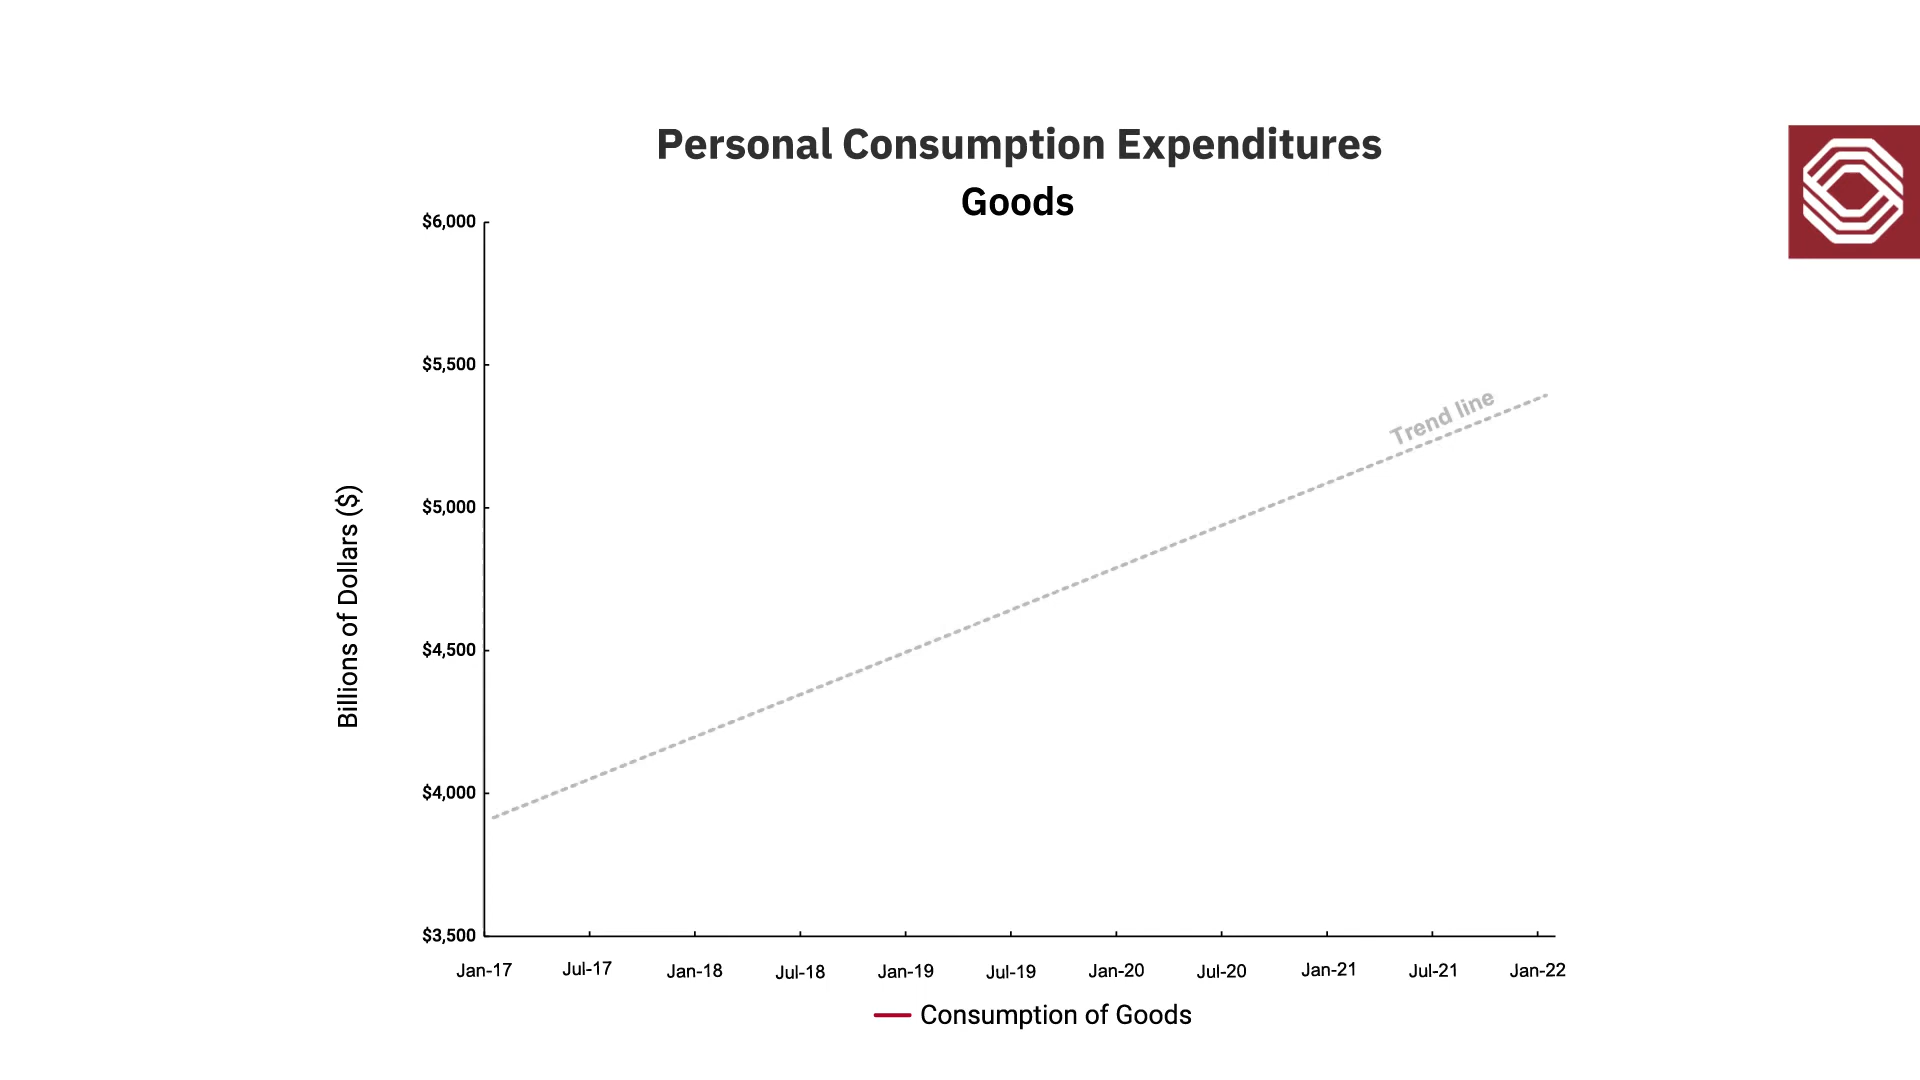 Personal Consumption Expenditures
Goods
$6,000
$5,500
$5,000
$4,500
$4,000
$3,500
Billions of Dollars ($)
Trend line
Jan-17 Jul-17 Jan-18 Jul-18 Jan-19 Jul-19 Jan-20 Jul-20 Jan-21 Jul-21 Jan-22
Consumption of Goods